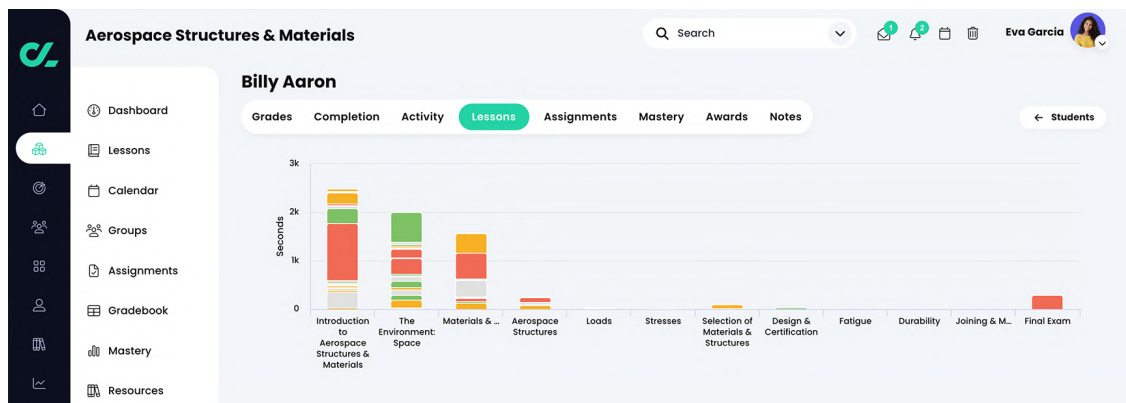 Aerospace Structures & Materials
Search
1
2
Eva Garcia
Dashboard
Lessons
Calendar
Groups
Assignments
Gradebook
Mastery
Resources
Billy Aaron
Grades Completion Activity Lessons Assignments Mastery Awards Notes
← Students
3k
2k
1k
0
Seconds
Introduction
to
Aerospace
Structures &
Materials
The
Environment:
Space
Materials & ...
Aerospace
Structures
Loads
Stresses
Selection of
Materials &
Structures
Design &
Certification
Fatigue
Durability
Joining & M...
Final Exam